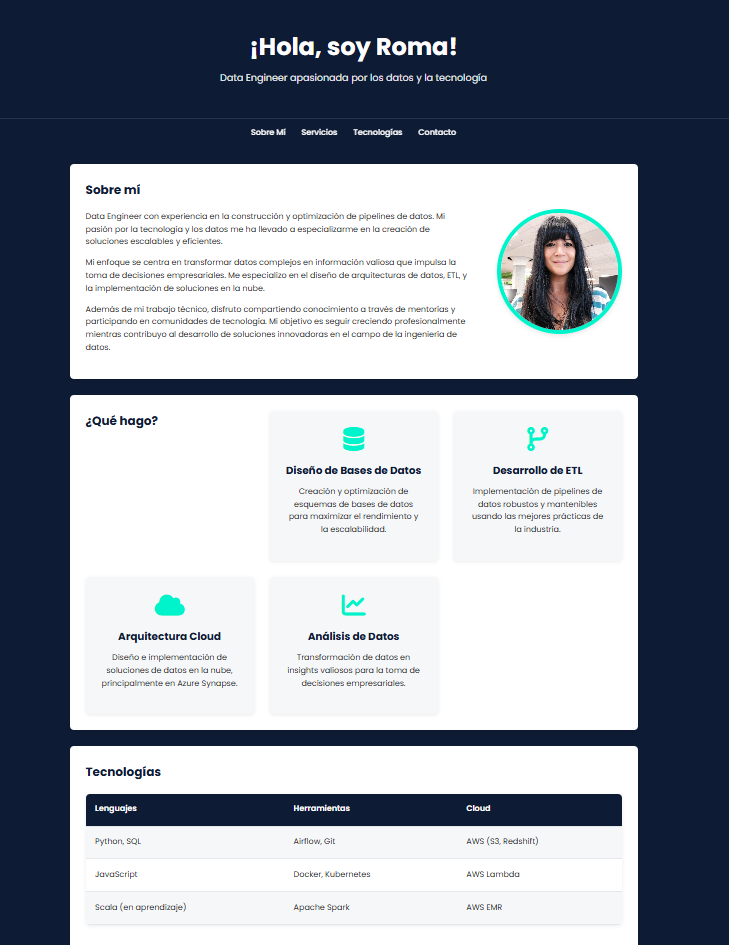 ¡Hola, soy Roma!
Data Engineer apasionada por los datos y la tecnología
Sobre Mí Servicios Tecnologías Contacto
Sobre mí
Data Engineer con experiencia en la construcción y optimización de pipelines de datos. Mi
pasión por la tecnología y los datos me ha llevado a especializarme en la creación de
soluciones escalables y eficientes.
Mi enfoque se centra en transformar datos complejos en información valiosa que impulsa la
toma de decisiones empresariales. Me especializo en el diseño de arquitecturas de datos, ETL, y
la implementación de soluciones en la nube.
Además de mi trabajo técnico, disfruto compartiendo conocimiento a través de mentorías y
participando en comunidades de tecnología. Mi objetivo es seguir creciendo profesionalmente
mientras contribuyo al desarrollo de soluciones innovadoras en el campo de la ingeniería de
datos.
¿Qué hago?
Diseño de Bases de Datos
Creación y optimización de
esquemas de bases de datos
para maximizar el rendimiento y
la escalabilidad.
Desarrollo de ETL
Implementación de pipelines de
datos robustos y mantenibles
usando las mejores prácticas de
la industria.
Arquitectura Cloud
Diseño e implementación de
soluciones de datos en la nube,
principalmente en Azure Synapse.
Análisis de Datos
Transformación de datos en
insights valiosos para la toma de
decisiones empresariales.
Tecnologías
Lenguajes Herramientas Cloud
Python, SQL Airflow, Git AWS (S3, Redshift)
JavaScript Docker, Kubernetes AWS Lambda
Scala (en aprendizaje) Apache Spark AWS EMR